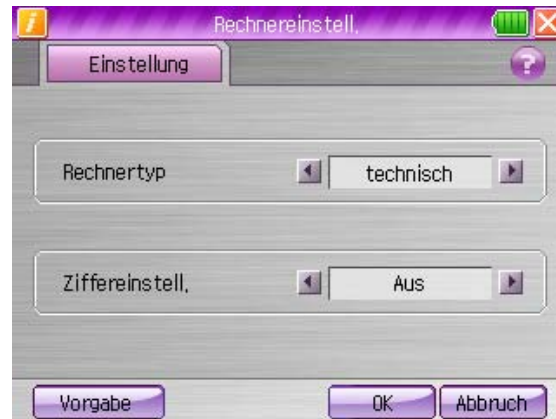 Rechnereinstell.
Einstellung
?
Rechnertyp
technisch
Ziffereinstell.
Aus
Vorgabe
OK
Abbruch